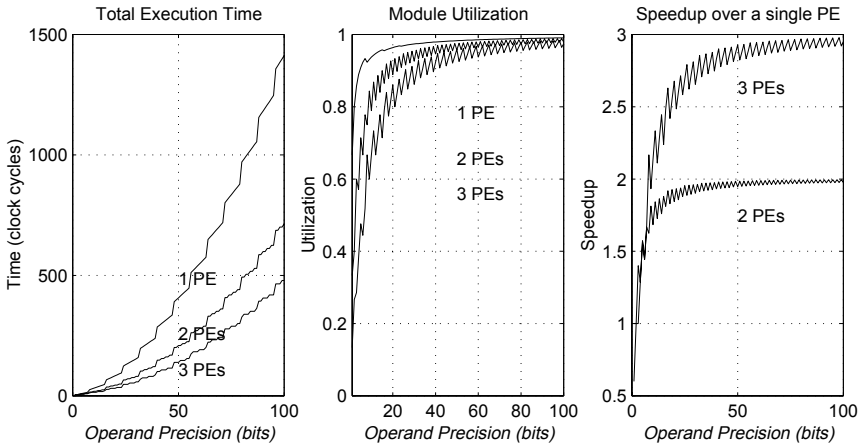 Total Execution Time
1500
1000
500
0
0
50
100
Time (clock cycles)
Operand Precision (bits)
1 PE
2 PEs
3 PEs
Module Utilization
1
0.8
0.6
0.4
0.2
0
20
40
60
80
100
Utilization
Operand Precision (bits)
1 PE
2 PEs
3 PEs
Speedup over a single PE
3
2.5
2
1.5
1
0.5
0
50
100
Speedup
Operand Precision (bits)
3 PEs
2 PEs